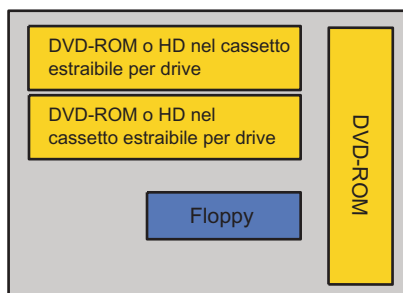 DVD-ROM o HD nel cassetto
estraibile per drive
DVD-ROM o HD nel
cassetto estraibile per drive
DVD-ROM
Floppy